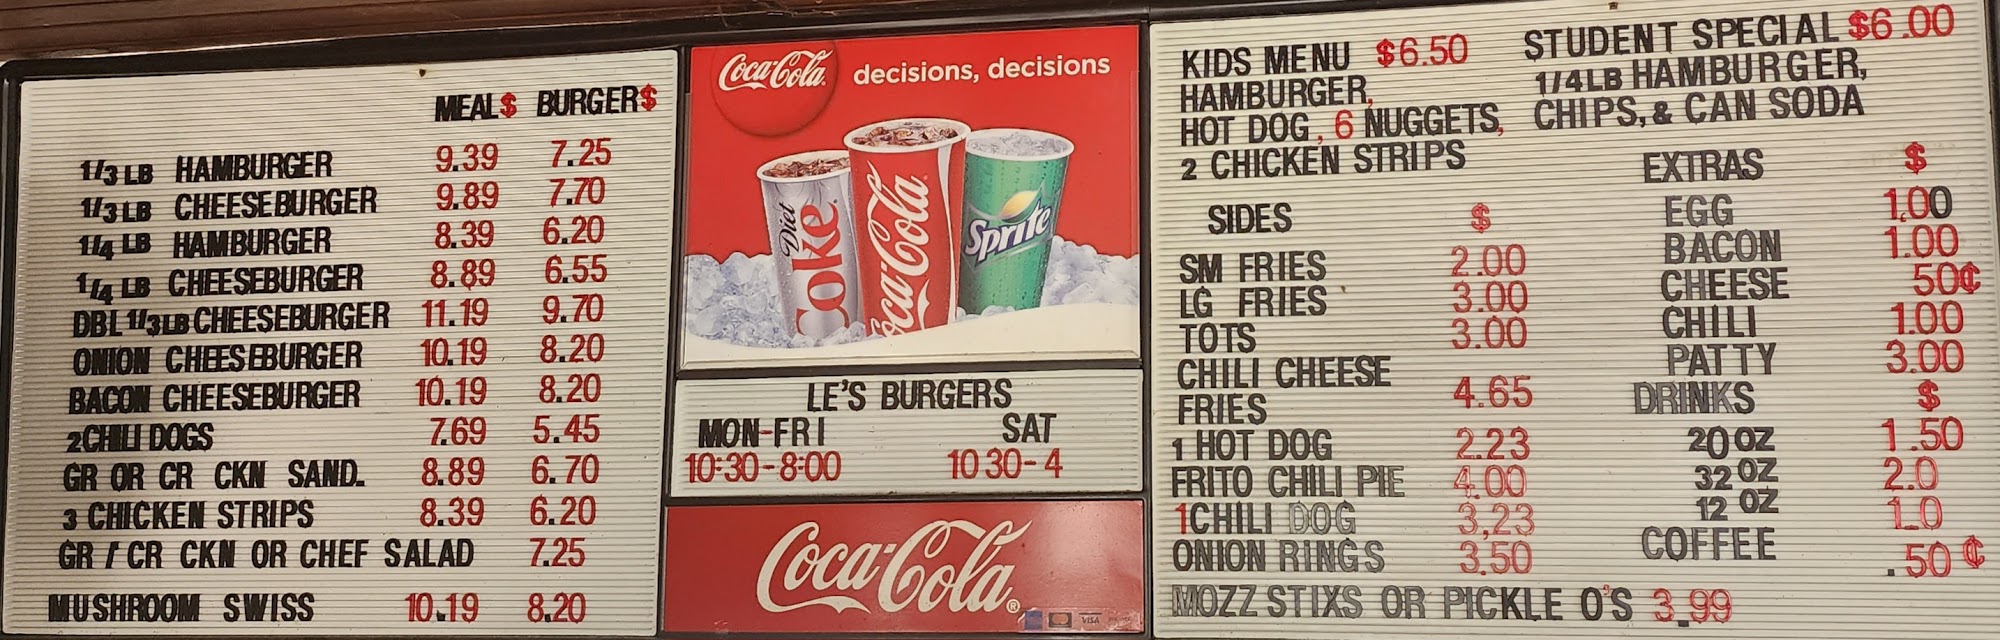 MEAL$ BURGER$
1/3 LB HAMBURGER 9.39 7.25
1/3 LB CHEESEBURGER 9.89 7.70
1/4 LB HAMBURGER 8.39 6.20
1/4 LB CHEESEBURGER 8.89 6.55
DBL 1/3 LB CHEESEBURGER 11.19 9.70
ONION CHEESEBURGER 10.19 8.20
BACON CHEESEBURGER 10.19 8.20
2 CHILI DOGS 7.69 5.45
GR OR CR CKN SAND. 8.89 6.70
3 CHICKEN STRIPS 8.39 6.20
GR / CR CKN OR CHEF SALAD 7.25
MUSHROOM SWISS 10.19 8.20
Coca-Cola decisions, decisions
Diet Coke
Coca-Cola
Sprite
LE'S BURGERS
MON-FRI SAT
10:30-8:00 10 30-4
Coca-Cola
VISA
KIDS MENU $6.50
HAMBURGER,
HOT DOG, 6 NUGGETS,
2 CHICKEN STRIPS
STUDENT SPECIAL $6.00
1/4LB HAMBURGER,
CHIPS, & CAN SODA
SIDES $
SM FRIES 2.00
LG FRIES 3.00
TOTS 3.00
CHILI CHEESE
FRIES 4.65
1 HOT DOG 2.23
FRITO CHILI PIE 4.00
1 CHILI DOG 3,23
ONION RINGS 3.50
MOZZ STIXS OR PICKLE O'S 3.99
EXTRAS $
EGG 1.00
BACON 1.00
CHEESE 50¢
CHILI 1.00
PATTY 3.00
DRINKS $
20 OZ 1.50
32 OZ 2.0
12 OZ 1.0
COFFEE .50¢